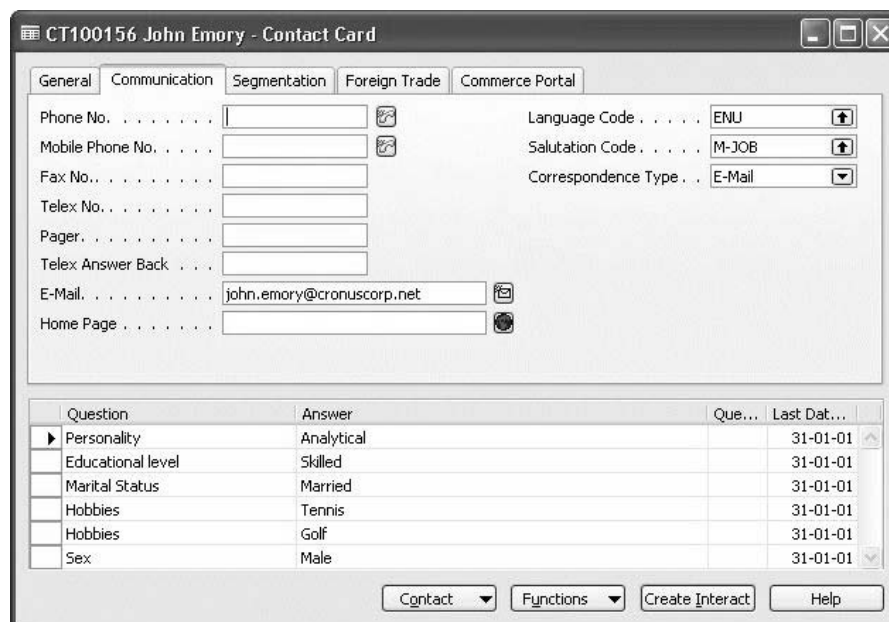 CT100156 John Emory - Contact Card
General Communication Segmentation Foreign Trade Commerce Portal
Phone No. . . . . . . . Language Code . . . . . ENU
Mobile Phone No. . . . . Salutation Code . . . . . M-JOB
Fax No.. . . . . . . . . Correspondence Type . . E-Mail
Telex No. . . . . . . . .
Pager. . . . . . . . . . .
Telex Answer Back . . .
E-Mail. . . . . . . . . . . john.emory@cronuscorp.net
Home Page . . . . . . .
Question Answer Que... Last Dat...
Personality Analytical 31-01-01
Educational level Skilled 31-01-01
Marital Status Married 31-01-01
Hobbies Tennis 31-01-01
Hobbies Golf 31-01-01
Sex Male 31-01-01
Contact Functions Create Interact Help